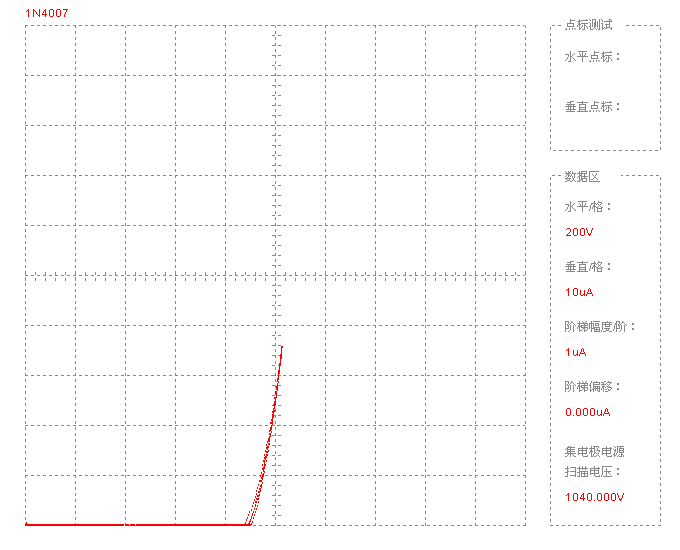 1N4007
点标测试
水平点标：
垂直点标：
数据区
水平/格：
200V
垂直/格：
10uA
阶梯幅度/阶：
1uA
阶梯偏移：
0.000uA
集电极电源
扫描电压：
1040.000V